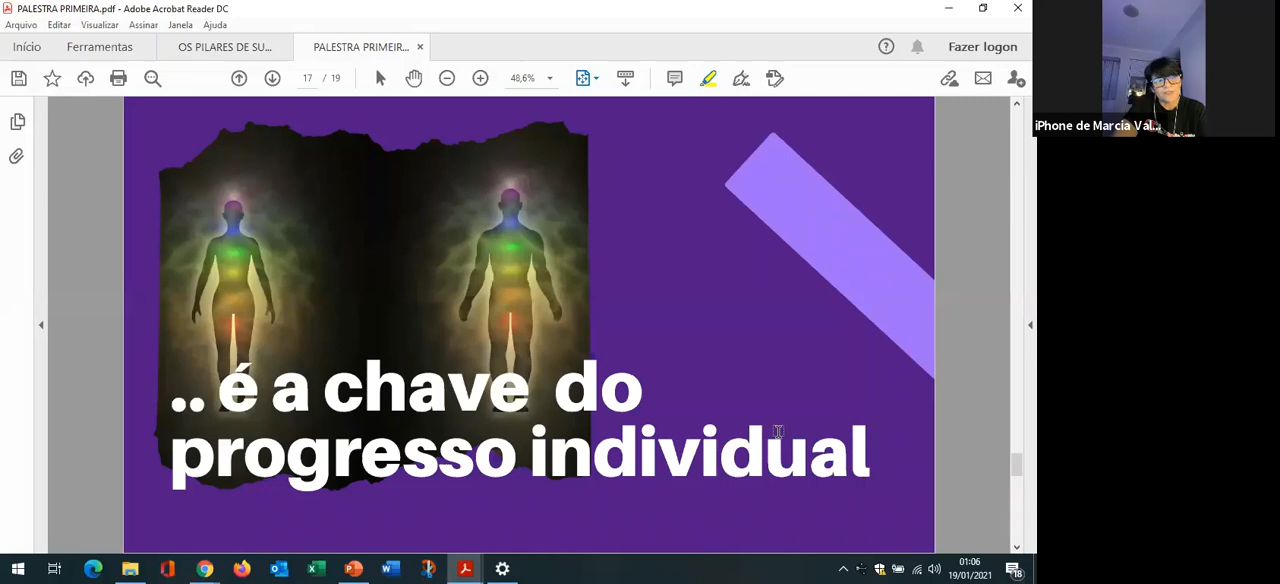 PALESTRA PRIMEIRA.pdf - Adobe Acrobat Reader DC
Arquivo Editar Visualizar Assinar Janela Ajuda
Início Ferramentas OS PILARES DE SU... PALESTRA PRIMEIR... × Fazer logon
17 / 19 48,6%
iPhone de Marcia Val...
.. é a chave do
progresso individual
01:06
19/01/2021
18